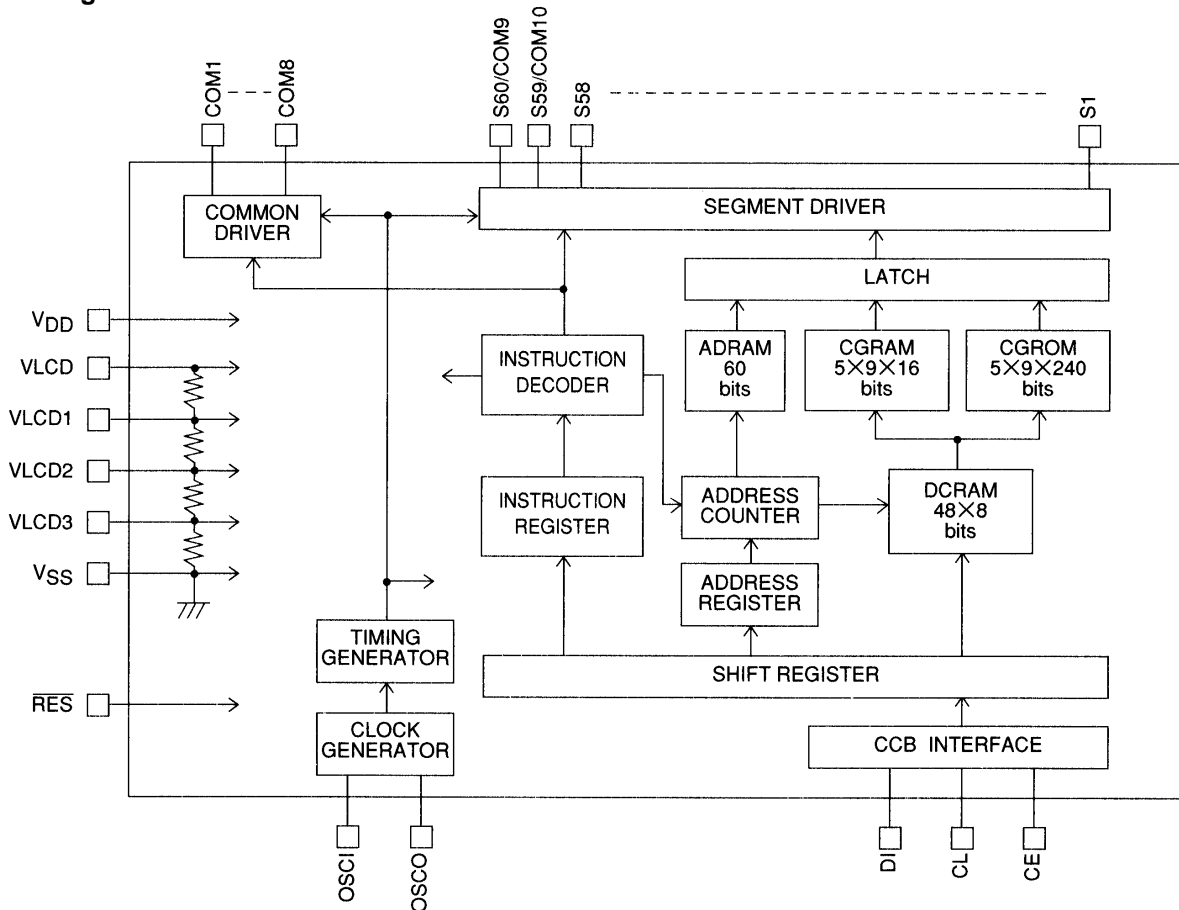 COM1
COM8
S60/COM9
S59/COM10
S58
S1
COMMON
DRIVER
SEGMENT DRIVER
LATCH
VDD
VLCD
VLCD1
VLCD2
VLCD3
VSS
RES
INSTRUCTION
DECODER
ADRAM
60
bits
CGRAM
5×9×16
bits
CGROM
5×9×240
bits
INSTRUCTION
REGISTER
ADDRESS
COUNTER
DCRAM
48×8
bits
ADDRESS
REGISTER
TIMING
GENERATOR
SHIFT REGISTER
CLOCK
GENERATOR
CCB INTERFACE
OSCI
OSCO
DI
CL
CE